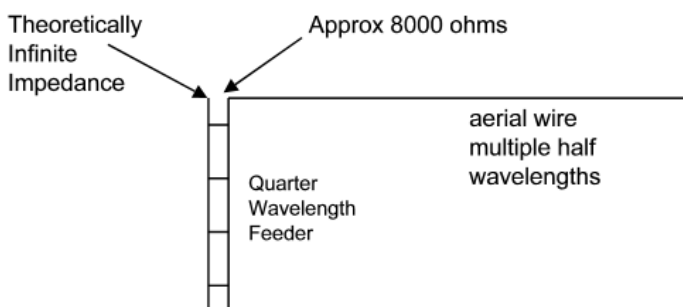 Theoretically
Infinite
Impedance
Approx 8000 ohms
aerial wire
multiple half
wavelengths
Quarter
Wavelength
Feeder